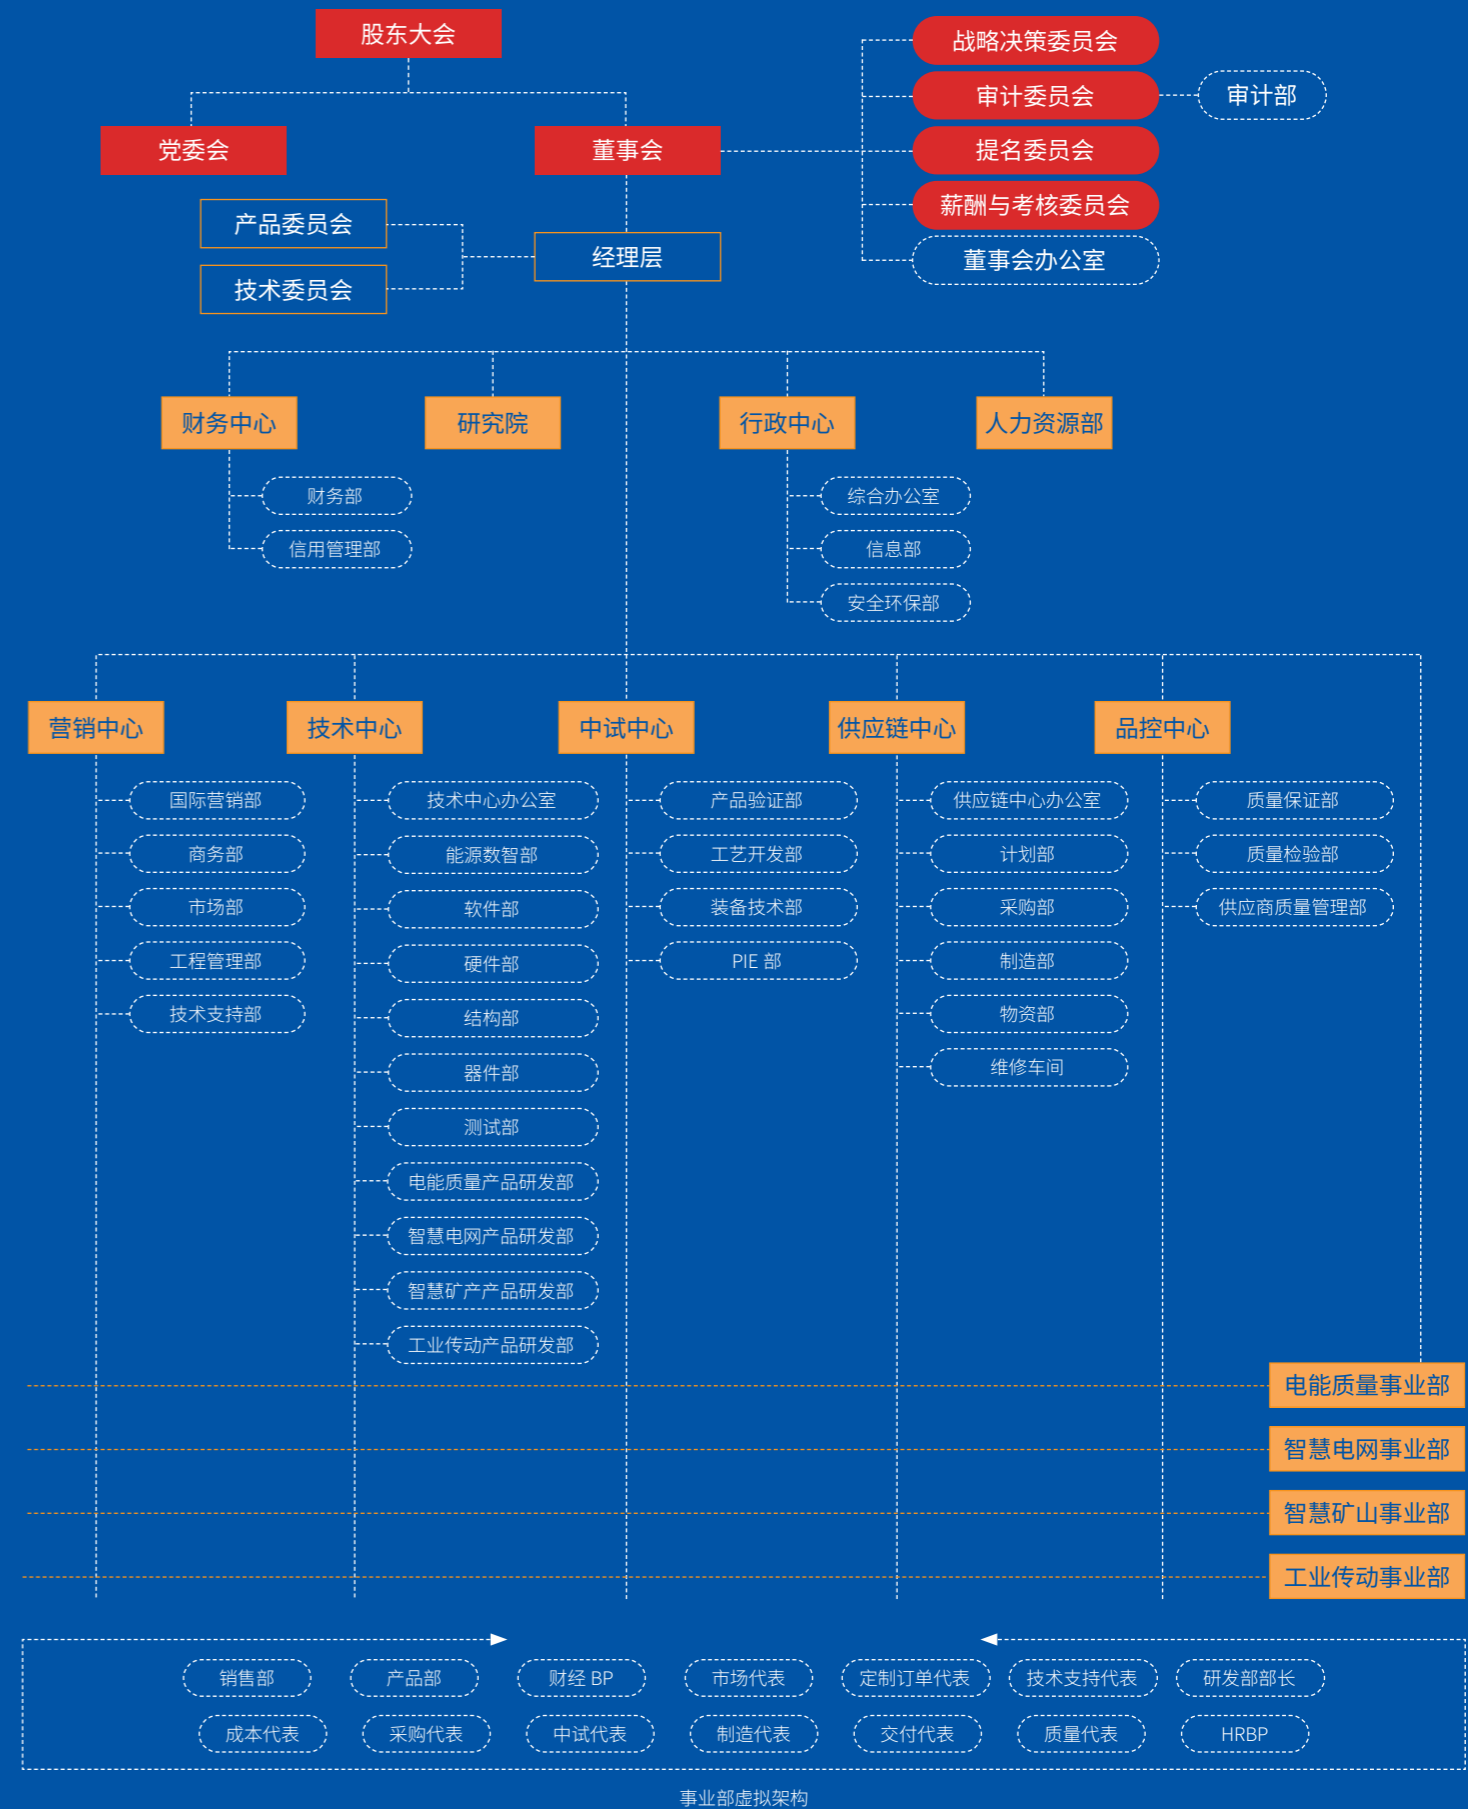 股东大会
党委会
董事会
战略决策委员会
审计委员会
审计部
提名委员会
薪酬与考核委员会
董事会办公室
产品委员会
技术委员会
经理层
财务中心
研究院
行政中心
人力资源部
财务部
信用管理部
综合办公室
信息部
安全环保部
营销中心
技术中心
中试中心
供应链中心
品控中心
国际营销部
商务部
市场部
工程管理部
技术支持部
技术中心办公室
能源数智部
软件部
硬件部
结构部
器件部
测试部
电能质量产品研发部
智慧电网产品研发部
智慧矿产产品研发部
工业传动产品研发部
产品验证部
工艺开发部
装备技术部
PIE 部
供应链中心办公室
计划部
采购部
制造部
物资部
维修车间
质量保证部
质量检验部
供应商质量管理部
电能质量事业部
智慧电网事业部
智慧矿山事业部
工业传动事业部
销售部
产品部
财经 BP
市场代表
定制订单代表
技术支持代表
研发部部长
成本代表
采购代表
中试代表
制造代表
交付代表
质量代表
HRBP
事业部虚拟架构